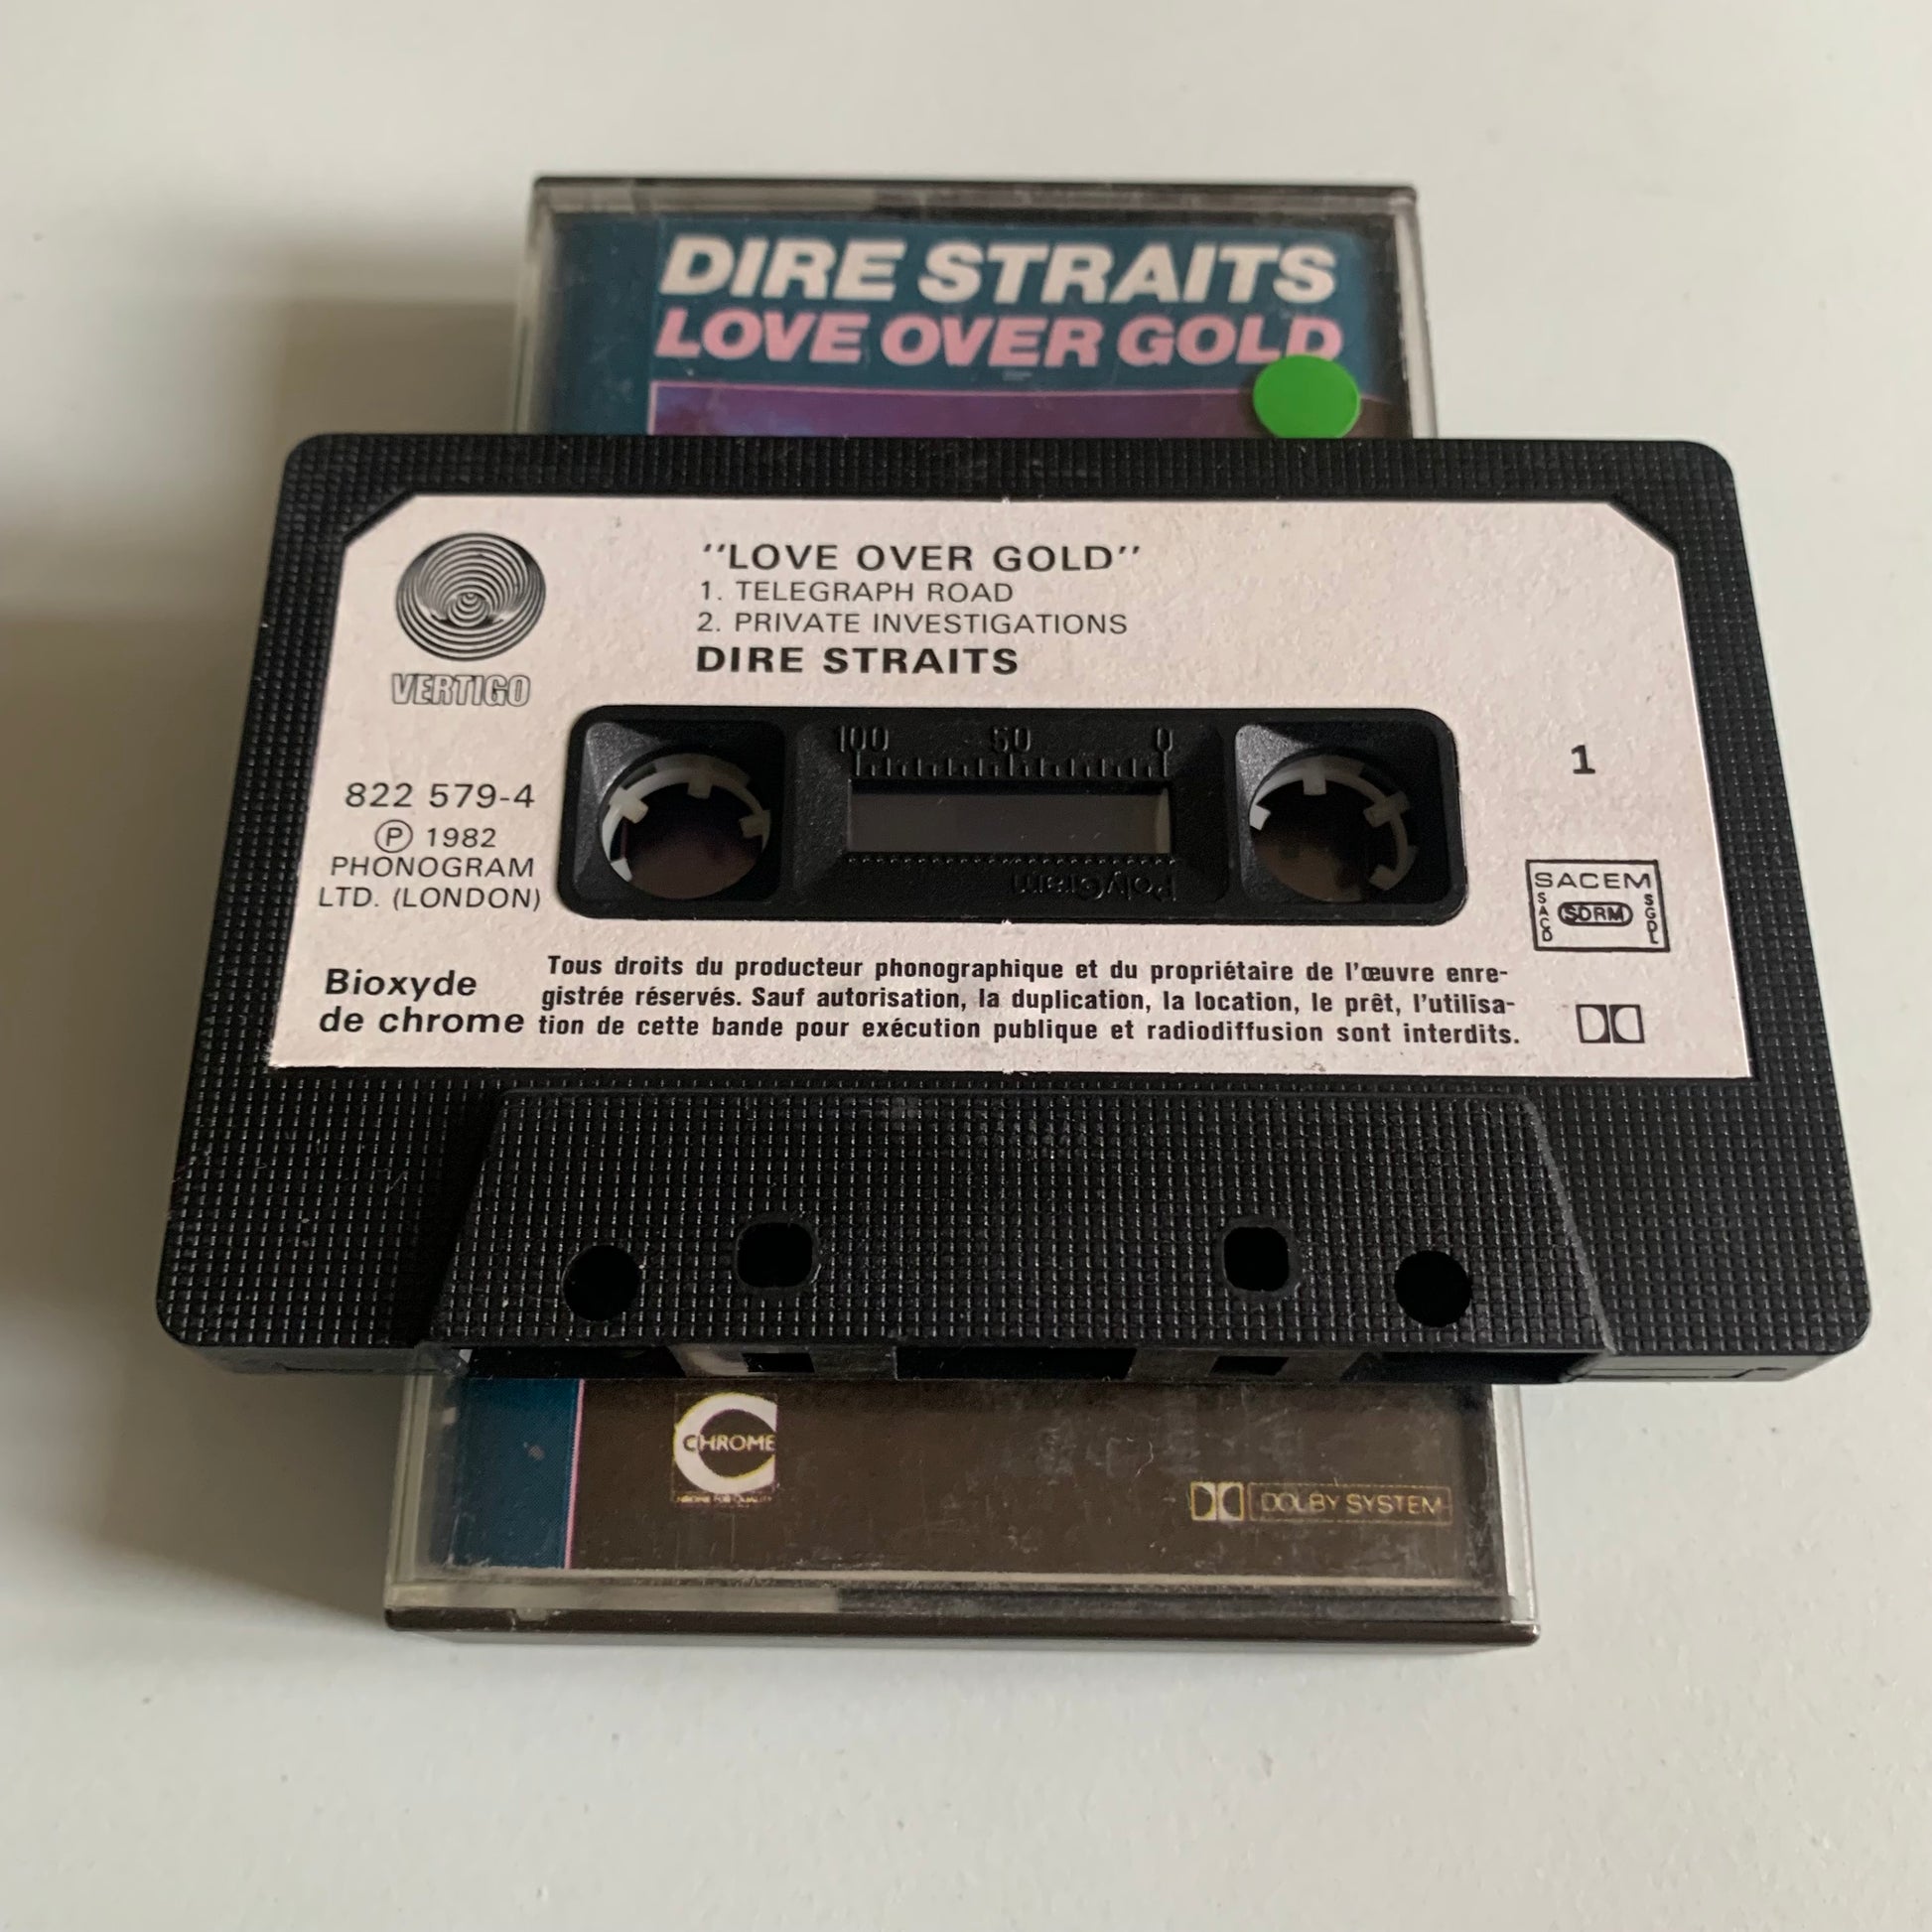 DIRE STRAITS
LOVE OVER GOLD
"LOVE OVER GOLD"
1. TELEGRAPH ROAD
2. PRIVATE INVESTIGATIONS
DIRE STRAITS
VERTIGO
100 50 0
PolyGram
1
822 579-4
Ⓟ 1982
PHONOGRAM
LTD. (LONDON)
SACEM
SACD SDRM SGDL
Bioxyde
de chrome
Tous droits du producteur phonographique et du propriétaire de l'œuvre enre-
gistrée réservés. Sauf autorisation, la duplication, la location, le prêt, l'utilisa-
tion de cette bande pour exécution publique et radiodiffusion sont interdits.
CHROME
DOLBY SYSTEM